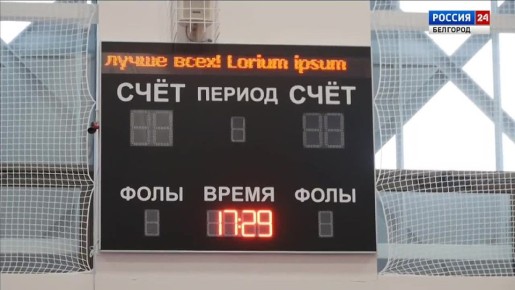 РОССИЯ 24
БЕЛГОРОД
лучше всех! Lorium ipsum
СЧЁТ ПЕРИОД СЧЁТ
ФОЛЫ ВРЕМЯ ФОЛЫ
17:29